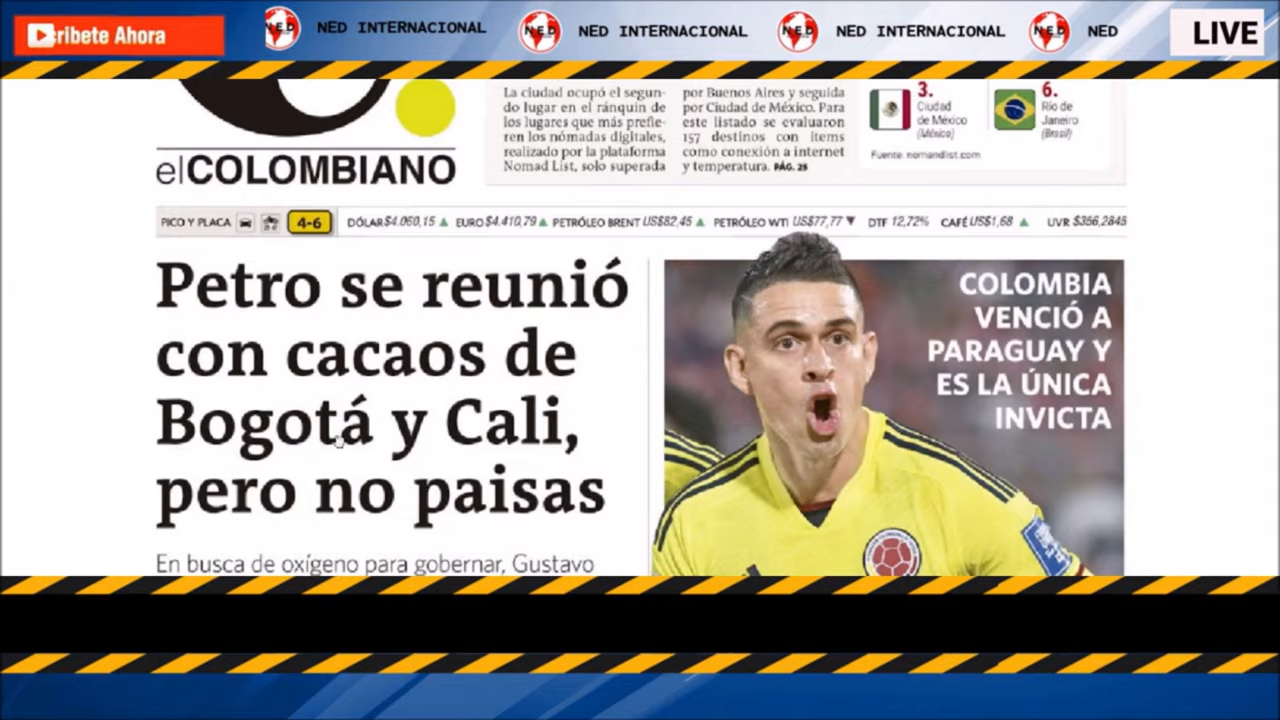 cribete Ahora
NED
NED INTERNACIONAL
NED
NED INTERNACIONAL
NED
NED INTERNACIONAL
NED
NED
LIVE
elCOLOMBIANO
La ciudad ocupó el segun-
do lugar en el ránquin de
los lugares que más prefie-
ren los nómadas digitales,
realizado por la plataforma
Nomad List, solo superada
por Buenos Aires y seguida
por Ciudad de México. Para
este listado se evaluaron
157 destinos con ítems
como conexión a internet
y temperatura. PÁG. 25
3.
Ciudad
de México
(México)
6.
Río de
Janeiro
(Brasil)
Fuente: nomandlist.com
PICO Y PLACA 4-6 DÓLAR $4.060,15 EURO $4.410,79 PETRÓLEO BRENT US$82,45 PETRÓLEO WTI US$77,77 DTF 12,72% CAFÉ US$1,68 UVR $356,2845
Petro se reunió
con cacaos de
Bogotá y Cali,
pero no paisas
En busca de oxígeno para gobernar, Gustavo
COLOMBIA
VENCIÓ A
PARAGUAY Y
ES LA ÚNICA
INVICTA